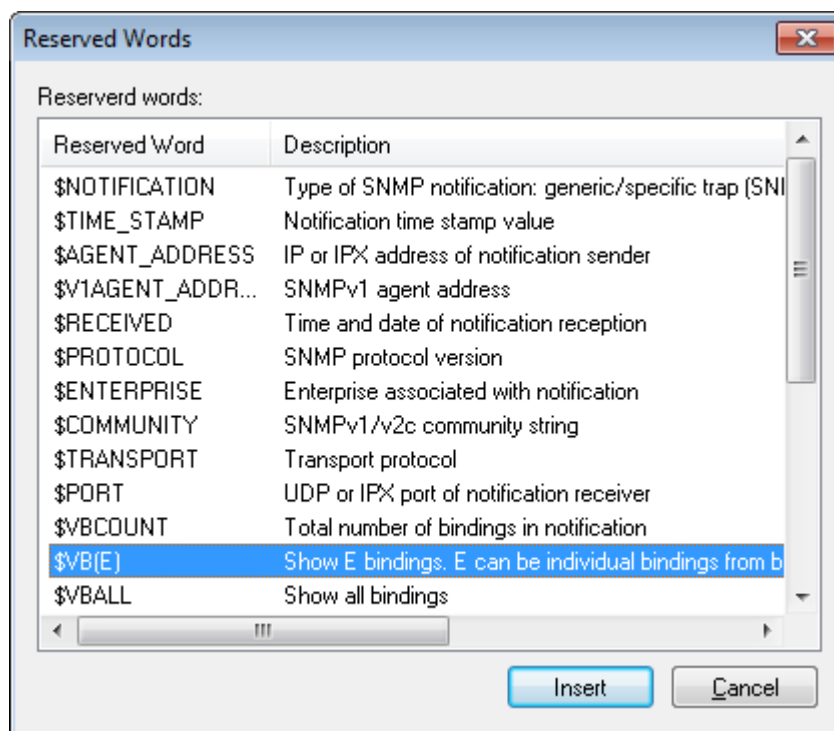 Reserved Words
Reserverd words:
Reserved Word Description
$NOTIFICATION Type of SNMP notification: generic/specific trap (SNI
$TIME_STAMP Notification time stamp value
$AGENT_ADDRESS IP or IPX address of notification sender
$V1AGENT_ADDR... SNMPv1 agent address
$RECEIVED Time and date of notification reception
$PROTOCOL SNMP protocol version
$ENTERPRISE Enterprise associated with notification
$COMMUNITY SNMPv1/v2c community string
$TRANSPORT Transport protocol
$PORT UDP or IPX port of notification receiver
$VBCOUNT Total number of bindings in notification
$VB(E) Show E bindings. E can be individual bindings from b
$VBALL Show all bindings
Insert Cancel